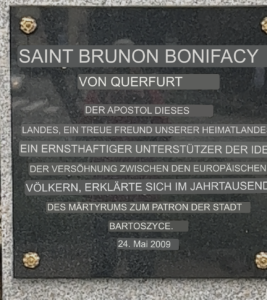 SAINT BRUNON BONIFACY
VON QUERFURT
DER APOSTOL DIESES
LANDES, EIN TREUE FREUND UNSERER HEIMATLANDE
EIN ERNSTHAFTIGER UNTERSTÜTZER DER IDE
DER VERSÖHNUNG ZWISCHEN DEN EUROPÄISCHEN
VÖLKERN, ERKLÄRTE SICH IM JAHRTAUSEND
DES MÄRTYRUMS ZUM PATRON DER STADT
BARTOSZYCE.
24. Mai 2009